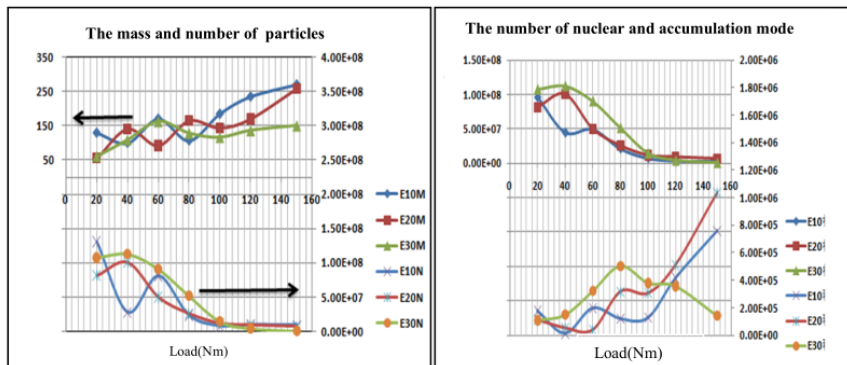 The mass and number of particles
350
250
150
50
4.00E+08
3.50E+08
3.00E+08
2.50E+08
2.00E+08
1.50E+08
1.00E+08
5.00E+07
0.00E+00
20 40 60 80 100 120 140 160
E10M
E20M
E30M
E10N
E20N
E30N
Load(Nm)
The number of nuclear and accumulation mode
1.50E+08
1.00E+08
5.00E+07
0.00E+00
2.00E+06
1.80E+06
1.60E+06
1.40E+06
1.20E+06
1.00E+06
8.00E+05
6.00E+05
4.00E+05
2.00E+05
0.00E+00
20 40 60 80 100 120 140 160
E10
E20
E30
E10
E20
E30
Load(Nm)